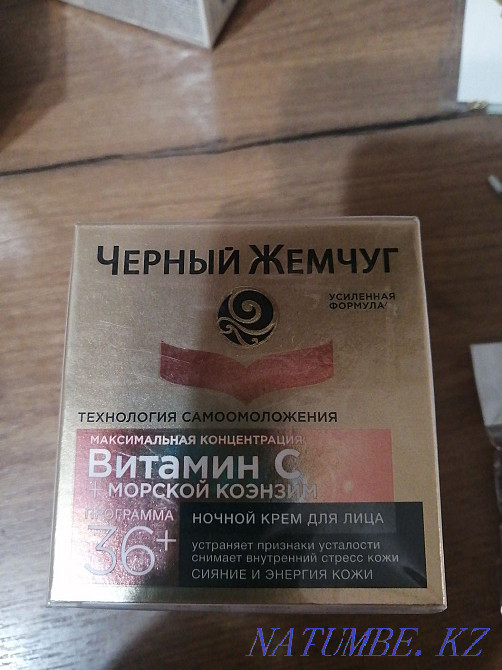 ЧЕРНЫЙ ЖЕМЧУГ
УСИЛЕННАЯ
ФОРМУЛА
ТЕХНОЛОГИЯ САМООМОЛОЖЕНИЯ
МАКСИМАЛЬНАЯ КОНЦЕНТРАЦИЯ
ВИТАМИН C
+ МОРСКОЙ КОЭНЗИМ
ПРОГРАММА
36+
НОЧНОЙ КРЕМ ДЛЯ ЛИЦА
устраняет признаки усталости
снимает внутренний стресс кожи
СИЯНИЕ И ЭНЕРГИЯ КОЖИ
NATUMBE.KZ